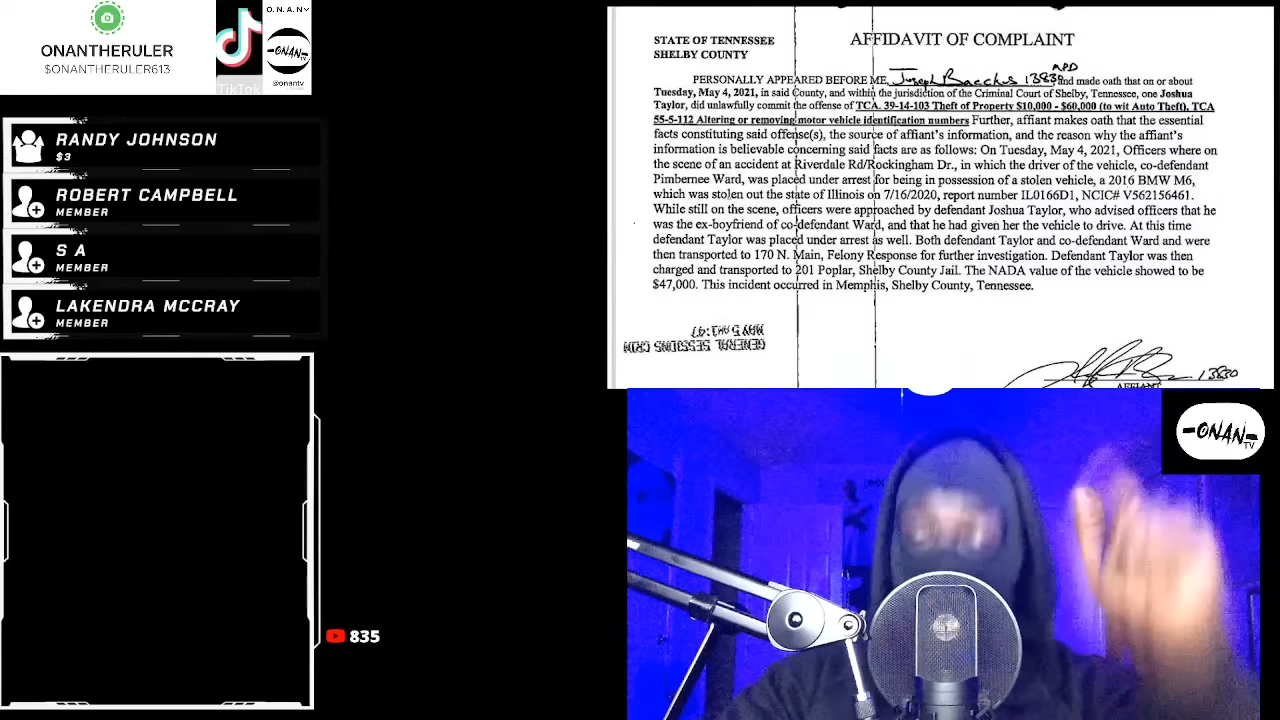 ONANTHERULER
$ONANTHERULER613
TikTok
O.N.A.N
-ONAN-
TV
@onantv
RANDY JOHNSON
$3
ROBERT CAMPBELL
MEMBER
S A
MEMBER
LAKENDRA MCCRAY
MEMBER
835
STATE OF TENNESSEE
SHELBY COUNTY
AFFIDAVIT OF COMPLAINT
PERSONALLY APPEARED BEFORE ME, Joseph Bacchus 13830 MPD and made oath that on or about
Tuesday, May 4, 2021, in said County, and within the jurisdiction of the Criminal Court of Shelby, Tennessee, one Joshua
Taylor, did unlawfully commit the offense of TCA. 39-14-103 Theft of Property $10,000 - $60,000 (to wit Auto Theft), TCA
55-5-112 Altering or removing motor vehicle identification numbers Further, affiant makes oath that the essential
facts constituting said offense(s), the source of affiant's information, and the reason why the affiant's
information is believable concerning said facts are as follows: On Tuesday, May 4, 2021, Officers where on
the scene of an accident at Riverdale Rd/Rockingham Dr., in which the driver of the vehicle, co-defendant
Pimbernee Ward, was placed under arrest for being in possession of a stolen vehicle, a 2016 BMW M6,
which was stolen out the state of Illinois on 7/16/2020, report number IL0166D1, NCIC# V562156461.
While still on the scene, officers were approached by defendant Joshua Taylor, who advised officers that he
was the ex-boyfriend of co-defendant Ward, and that he had given her the vehicle to drive. At this time
defendant Taylor was placed under arrest as well. Both defendant Taylor and co-defendant Ward and were
then transported to 170 N. Main, Felony Response for further investigation. Defendant Taylor was then
charged and transported to 201 Poplar, Shelby County Jail. The NADA value of the vehicle showed to be
$47,000. This incident occurred in Memphis, Shelby County, Tennessee.
GENERAL SESSIONS CRIM
MAY 5 AM
13830
AFFIANT
-ONAN-
TV